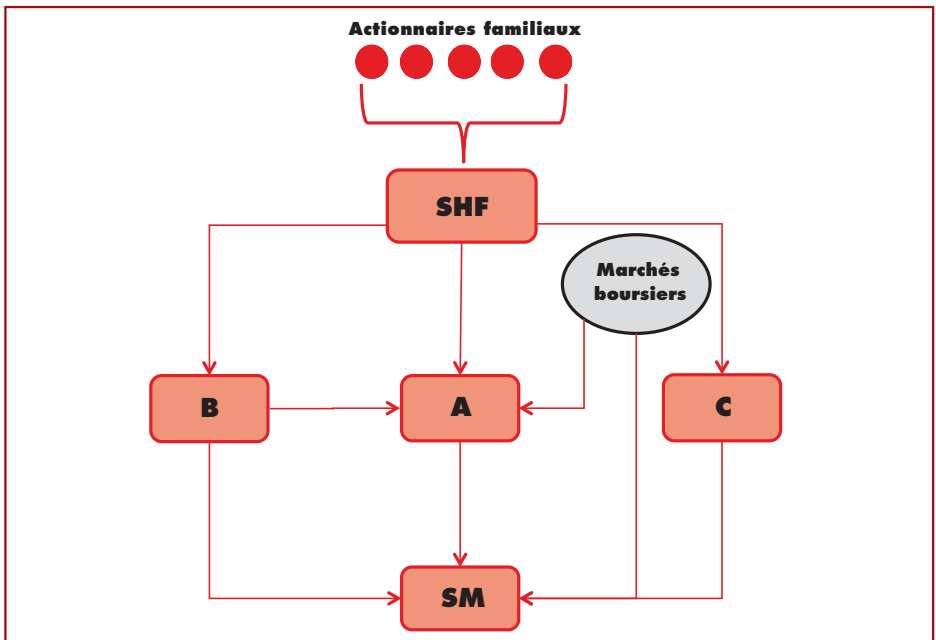 Actionnaires familiaux
SHF
Marchés
boursiers
B
A
C
SM